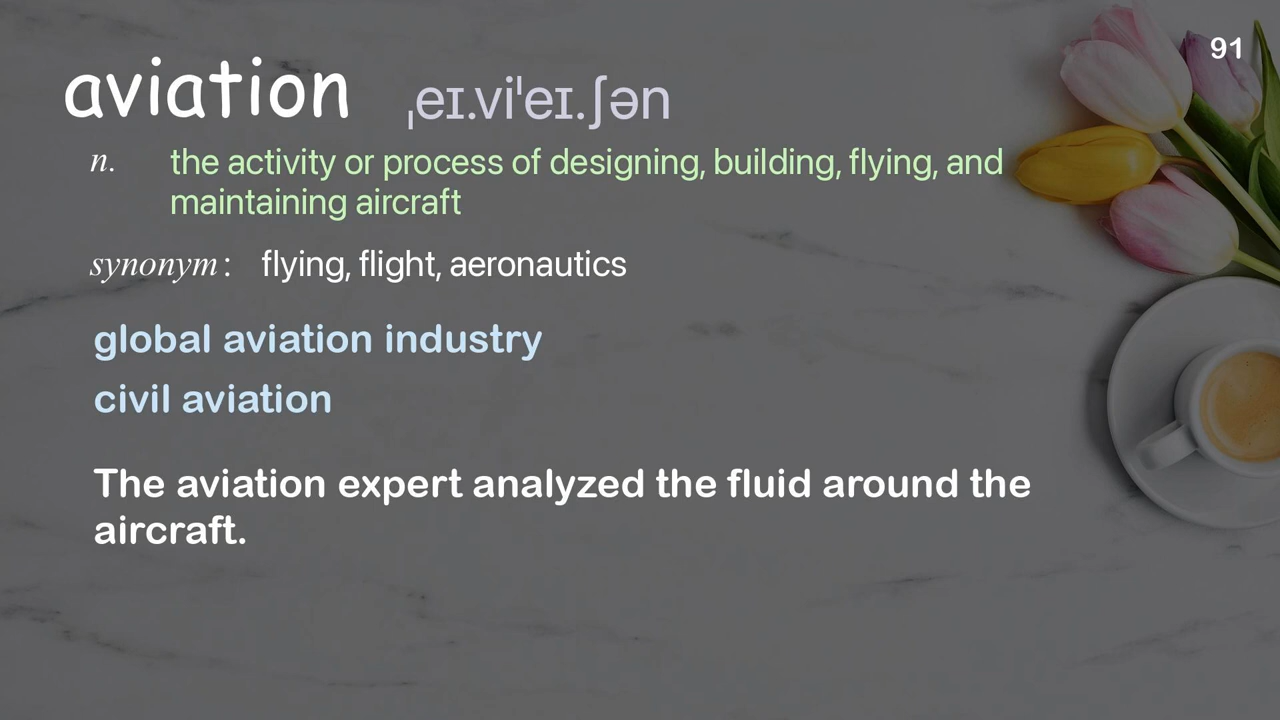 91
aviation ˌeɪ.viˈeɪ.ʃən
n. the activity or process of designing, building, flying, and
maintaining aircraft
synonym : flying, flight, aeronautics
global aviation industry
civil aviation
The aviation expert analyzed the fluid around the
aircraft.